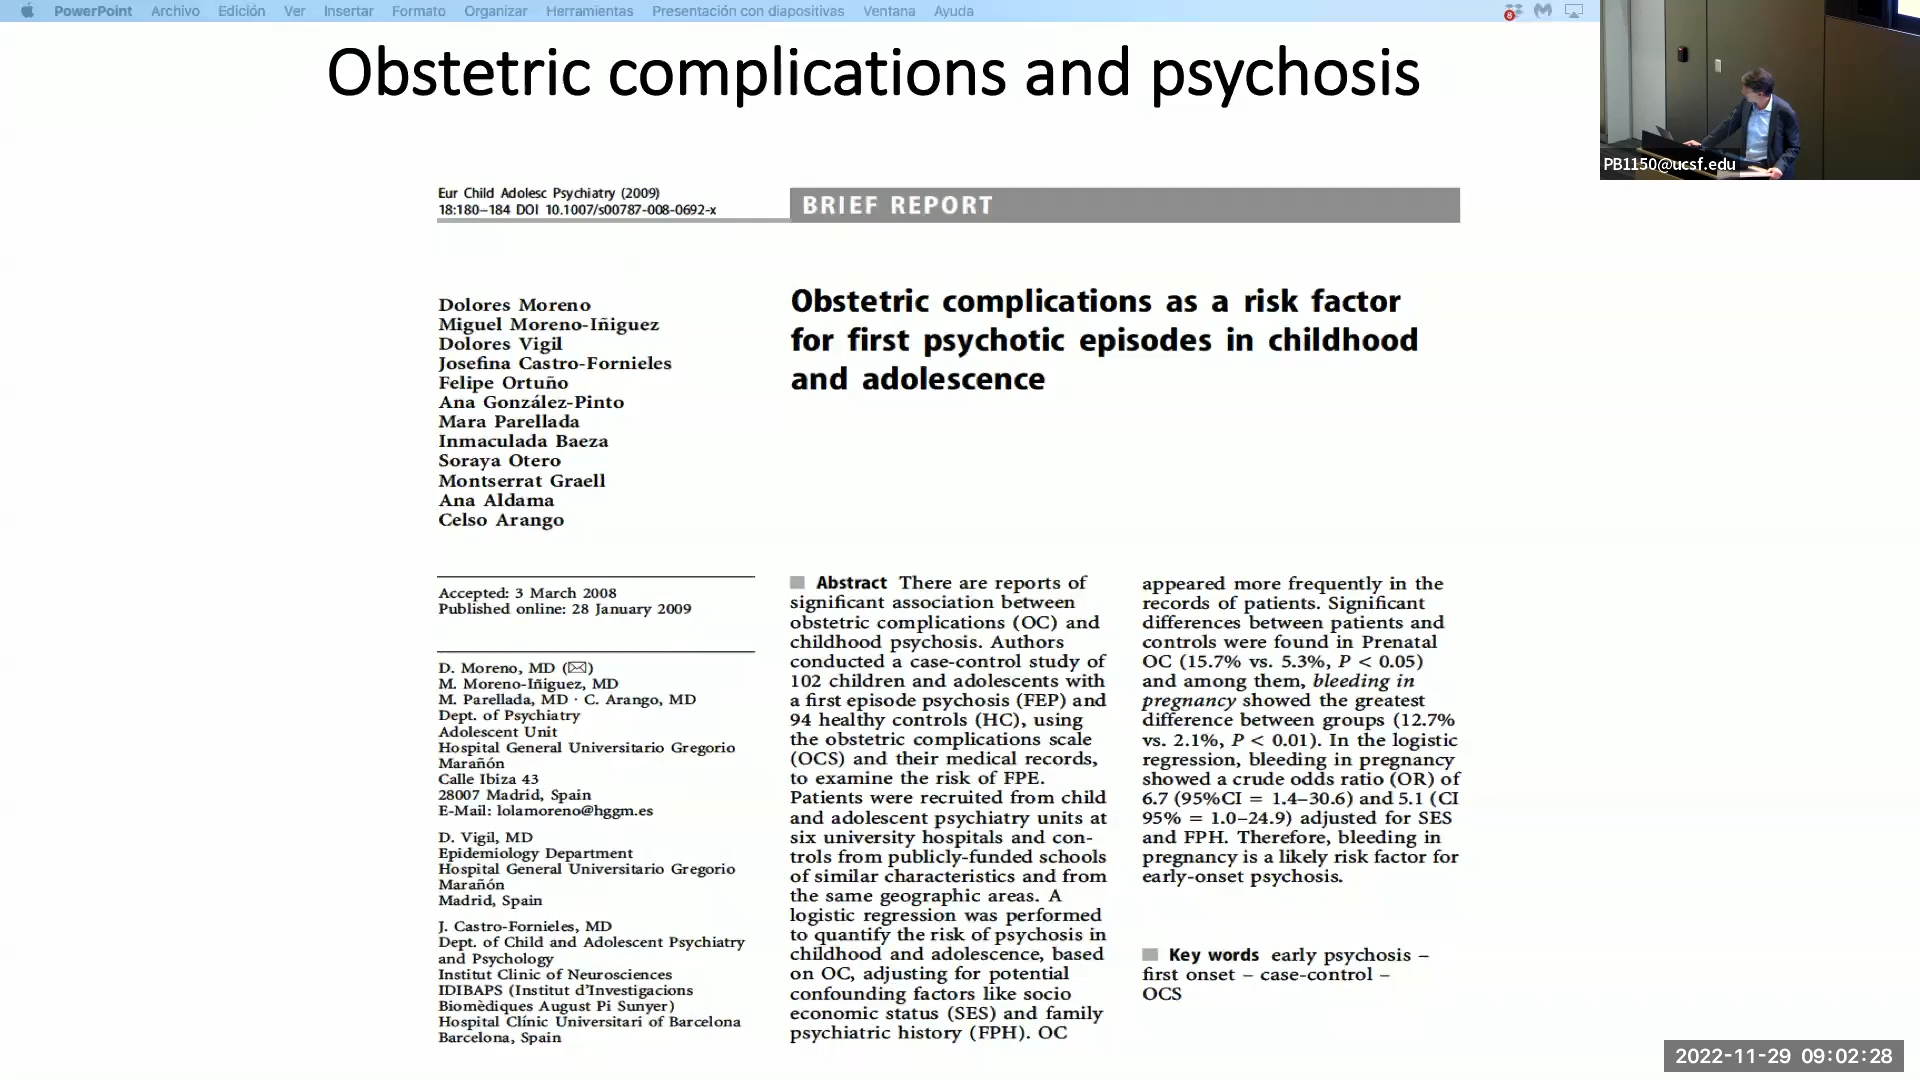 PowerPoint Archivo Edición Ver Insertar Formato Organizar Herramientas Presentación con diapositivas Ventana Ayuda
8
Obstetric complications and psychosis
PB1150@ucsf.edu
Eur Child Adolesc Psychiatry (2009)
18:180–184 DOI 10.1007/s00787-008-0692-x
BRIEF REPORT
Dolores Moreno
Miguel Moreno-Iñiguez
Dolores Vigil
Josefina Castro-Fornieles
Felipe Ortuño
Ana González-Pinto
Mara Parellada
Inmaculada Baeza
Soraya Otero
Montserrat Graell
Ana Aldama
Celso Arango
Obstetric complications as a risk factor
for first psychotic episodes in childhood
and adolescence
Accepted: 3 March 2008
Published online: 28 January 2009
D. Moreno, MD (✉)
M. Moreno-Iñiguez, MD
M. Parellada, MD · C. Arango, MD
Dept. of Psychiatry
Adolescent Unit
Hospital General Universitario Gregorio
Marañón
Calle Ibiza 43
28007 Madrid, Spain
E-Mail: lolamoreno@hggm.es
D. Vigil, MD
Epidemiology Department
Hospital General Universitario Gregorio
Marañón
Madrid, Spain
J. Castro-Fornieles, MD
Dept. of Child and Adolescent Psychiatry
and Psychology
Institut Clinic of Neurosciences
IDIBAPS (Institut d'Investigacions
Biomèdiques August Pi Sunyer)
Hospital Clínic Universitari of Barcelona
Barcelona, Spain
Abstract There are reports of
significant association between
obstetric complications (OC) and
childhood psychosis. Authors
conducted a case-control study of
102 children and adolescents with
a first episode psychosis (FEP) and
94 healthy controls (HC), using
the obstetric complications scale
(OCS) and their medical records,
to examine the risk of FPE.
Patients were recruited from child
and adolescent psychiatry units at
six university hospitals and con-
trols from publicly-funded schools
of similar characteristics and from
the same geographic areas. A
logistic regression was performed
to quantify the risk of psychosis in
childhood and adolescence, based
on OC, adjusting for potential
confounding factors like socio
economic status (SES) and family
psychiatric history (FPH). OC
appeared more frequently in the
records of patients. Significant
differences between patients and
controls were found in Prenatal
OC (15.7% vs. 5.3%, P < 0.05)
and among them, bleeding in
pregnancy showed the greatest
difference between groups (12.7%
vs. 2.1%, P < 0.01). In the logistic
regression, bleeding in pregnancy
showed a crude odds ratio (OR) of
6.7 (95%CI = 1.4–30.6) and 5.1 (CI
95% = 1.0–24.9) adjusted for SES
and FPH. Therefore, bleeding in
pregnancy is a likely risk factor for
early-onset psychosis.
Key words early psychosis –
first onset – case-control –
OCS
2022-11-29 09:02:28